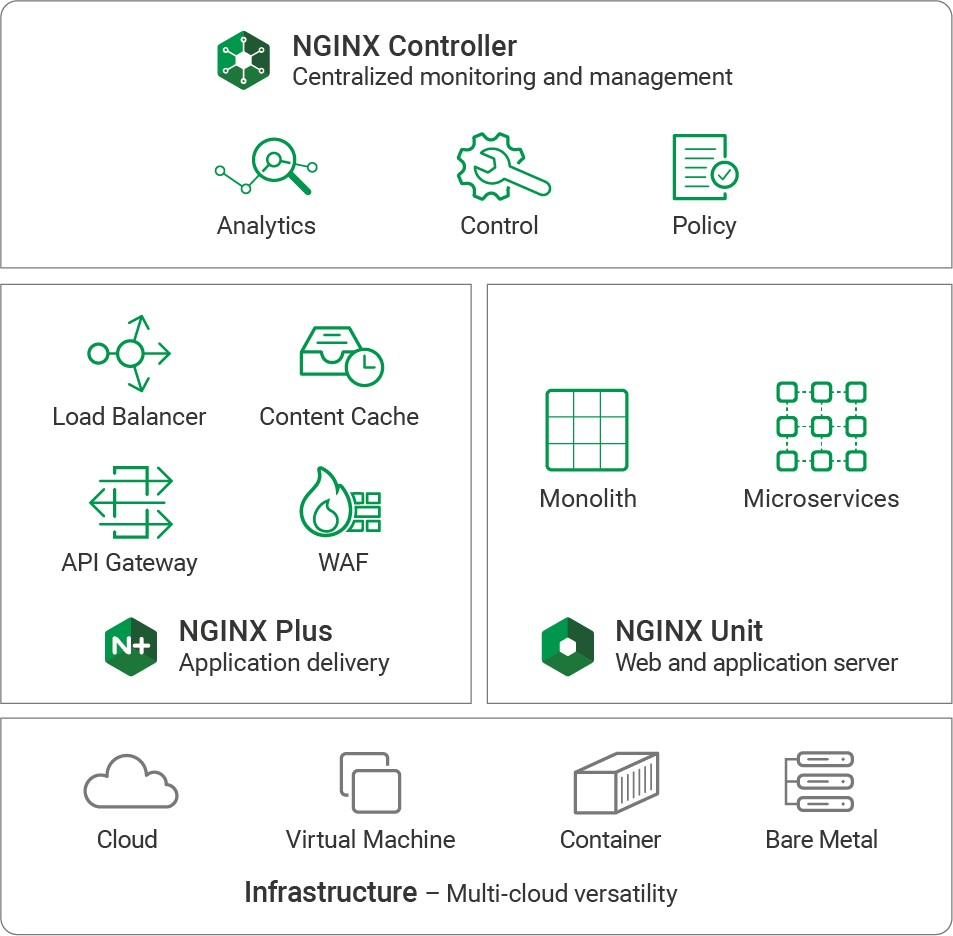 NGINX Controller
Centralized monitoring and management
Analytics
Control
Policy
Load Balancer
Content Cache
API Gateway
WAF
N+
NGINX Plus
Application delivery
Monolith
Microservices
NGINX Unit
Web and application server
Cloud
Virtual Machine
Container
Bare Metal
Infrastructure – Multi-cloud versatility